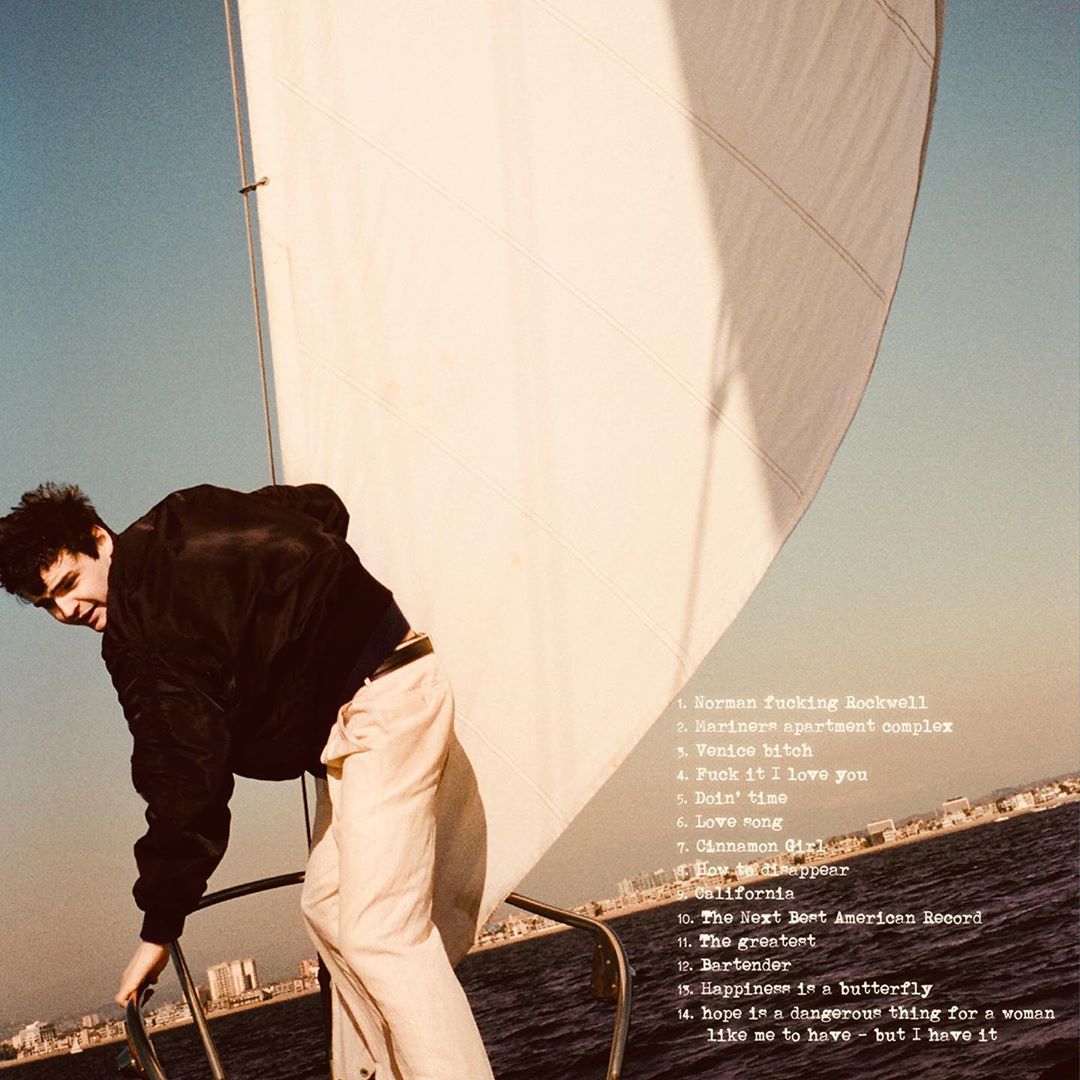 1. Norman fucking Rockwell
2. Mariners apartment complex
3. Venice bitch
4. Fuck it I love you
5. Doin' time
6. Love song
7. Cinnamon Girl
8. How to disappear
9. California
10. The Next Best American Record
11. The greatest
12. Bartender
13. Happiness is a butterfly
14. hope is a dangerous thing for a woman
like me to have - but I have it